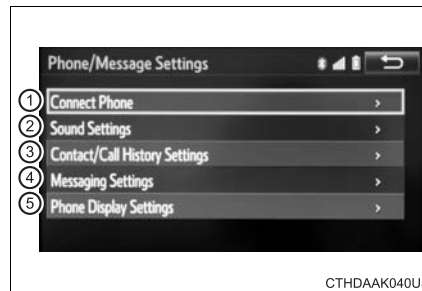 Phone/Message Settings
1 Connect Phone
2 Sound Settings
3 Contact/Call History Settings
4 Messaging Settings
5 Phone Display Settings